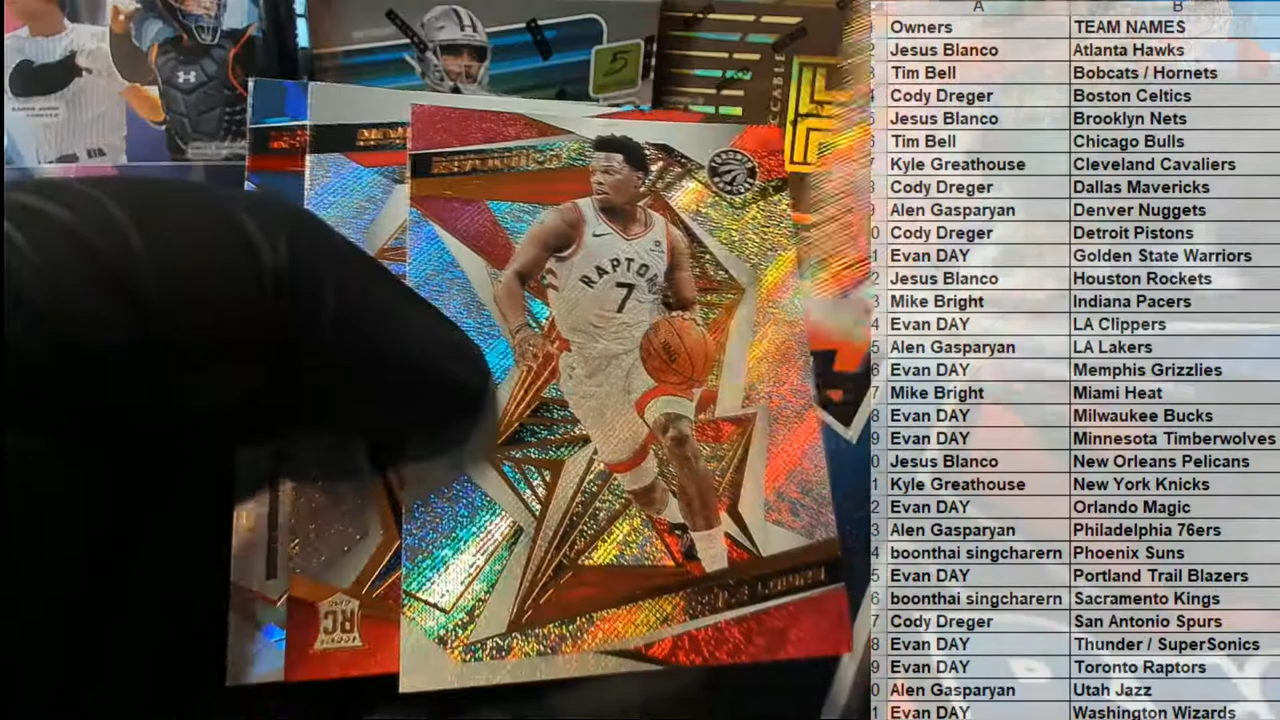 A B
Owners TEAM NAMES
Jesus Blanco Atlanta Hawks
Tim Bell Bobcats / Hornets
Cody Dreger Boston Celtics
Jesus Blanco Brooklyn Nets
Tim Bell Chicago Bulls
Kyle Greathouse Cleveland Cavaliers
Cody Dreger Dallas Mavericks
Alen Gasparyan Denver Nuggets
Cody Dreger Detroit Pistons
Evan DAY Golden State Warriors
Jesus Blanco Houston Rockets
Mike Bright Indiana Pacers
Evan DAY LA Clippers
Alen Gasparyan LA Lakers
Evan DAY Memphis Grizzlies
Mike Bright Miami Heat
Evan DAY Milwaukee Bucks
Evan DAY Minnesota Timberwolves
Jesus Blanco New Orleans Pelicans
Kyle Greathouse New York Knicks
Evan DAY Orlando Magic
Alen Gasparyan Philadelphia 76ers
boonthai singcharern Phoenix Suns
Evan DAY Portland Trail Blazers
boonthai singcharern Sacramento Kings
Cody Dreger San Antonio Spurs
Evan DAY Thunder / SuperSonics
Evan DAY Toronto Raptors
Alen Gasparyan Utah Jazz
Evan DAY Washington Wizards
5
RAPTORS
7
RC